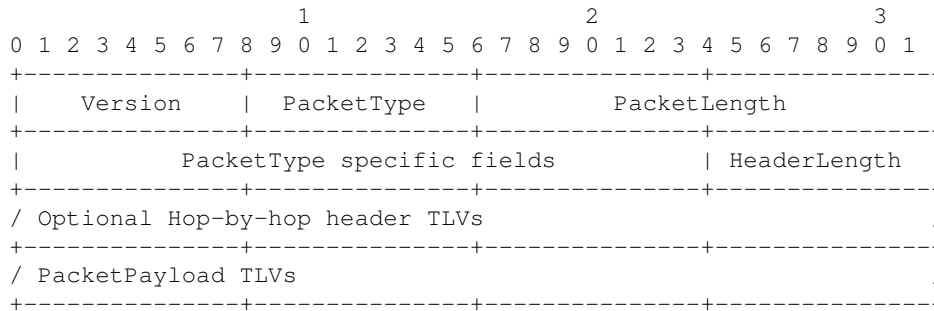 1                   2                   3
0 1 2 3 4 5 6 7 8 9 0 1 2 3 4 5 6 7 8 9 0 1 2 3 4 5 6 7 8 9 0 1
+---------------+---------------+---------------+---------------
|    Version    |  PacketType   |         PacketLength
+---------------+---------------+---------------+---------------
|           PacketType specific fields          | HeaderLength
+---------------+---------------+---------------+---------------
/ Optional Hop-by-hop header TLVs
+---------------+---------------+---------------+---------------
/ PacketPayload TLVs
+---------------+---------------+---------------+---------------